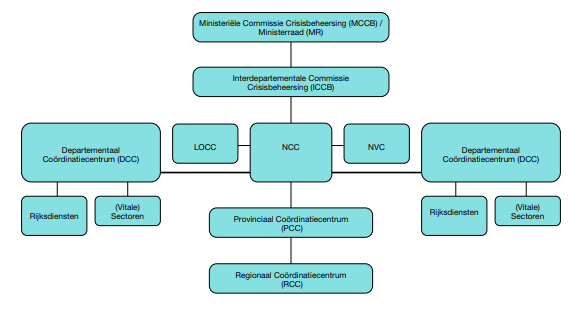 Ministeriële Commissie Crisisbeheersing (MCCB) /
Ministerraad (MR)
Interdepartementale Commissie
Crisisbeheersing (ICCB)
Departementaal
Coördinatiecentrum (DCC)
LOCC
NCC
NVC
Departementaal
Coördinatiecentrum (DCC)
Rijksdiensten
(Vitale)
Sectoren
Provinciaal Coördinatiecentrum
(PCC)
Rijksdiensten
(Vitale)
Sectoren
Regionaal Coördinatiecentrum
(RCC)